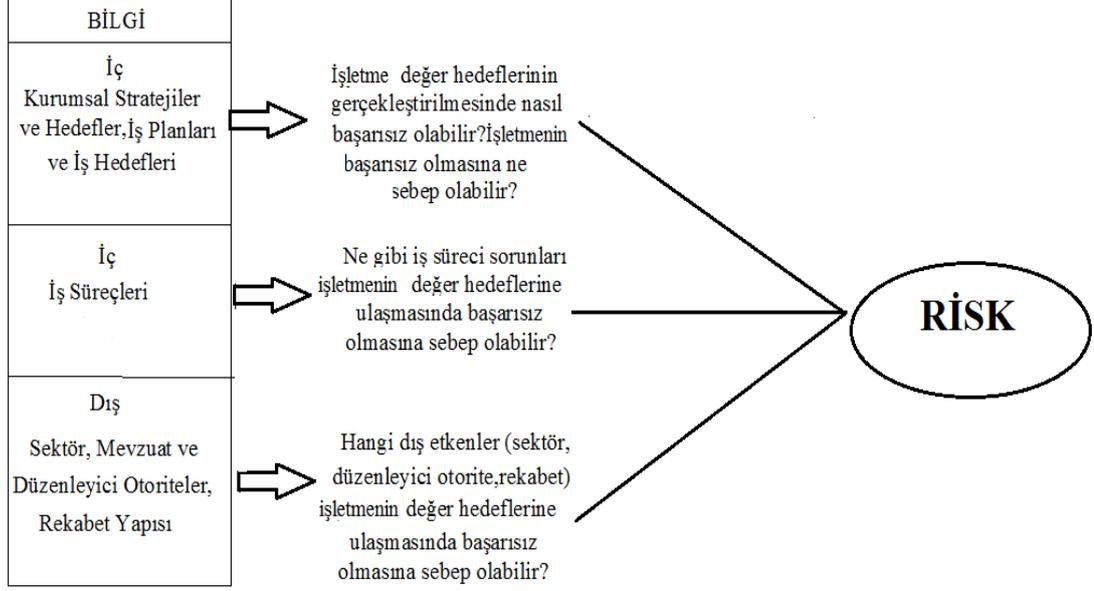 BİLGİ
İç
Kurumsal Stratejiler
ve Hedefler,İş Planları
ve İş Hedefleri
İşletme değer hedeflerinin
gerçekleştirilmesinde nasıl
başarısız olabilir?İşletmenin
başarısız olmasına ne
sebep olabilir?
İç
İş Süreçleri
Ne gibi iş süreci sorunları
işletmenin değer hedeflerine
ulaşmasında başarısız
olmasına sebep olabilir?
Dış
Sektör, Mevzuat ve
Düzenleyici Otoriteler,
Rekabet Yapısı
Hangi dış etkenler (sektör,
düzenleyici otorite,rekabet)
işletmenin değer hedeflerine
ulaşmasında başarısız
olmasına sebep olabilir?
RİSK